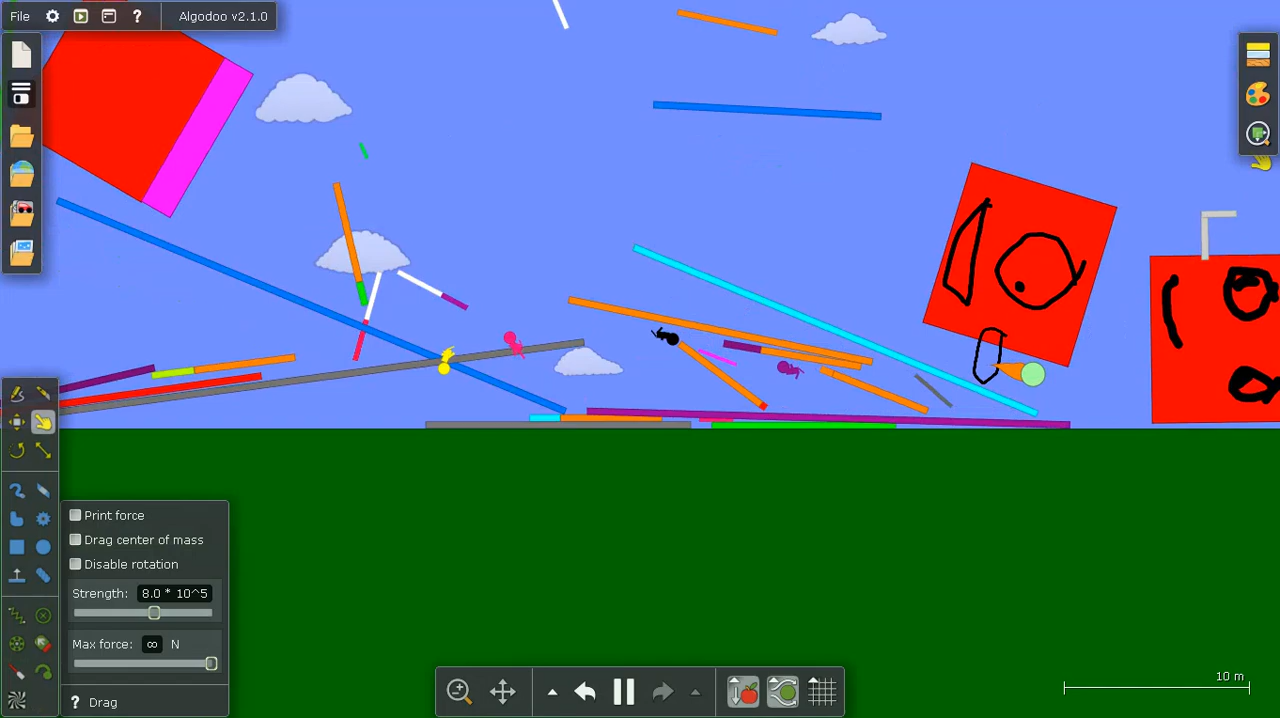 File ? Algodoo v2.1.0
Print force
Drag center of mass
Disable rotation
Strength: 8.0 * 10^5
Max force: ∞ N
? Drag
10 m